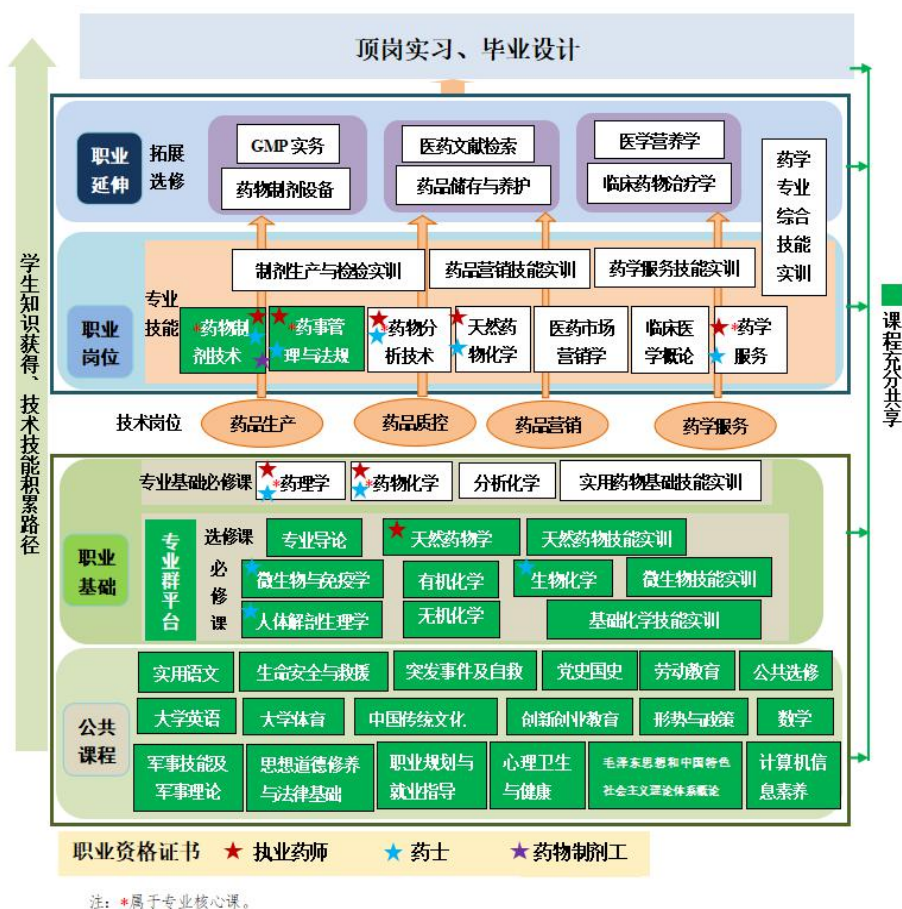 顶岗实习、毕业设计
学生知识获得、技术技能积累路径
课程充分共享
职业
延伸
拓展
选修
GMP 实务
药物制剂设备
医药文献检索
药品储存与养护
医学营养学
临床药物治疗学
药学
专业
综合
技能
实训
职业
岗位
专业
技能
制剂生产与检验实训
药品营销技能实训
药学服务技能实训
*药物制
剂技术
*药事管
理与法规
*药物分
析技术
天然药
物化学
医药市场
营销学
临床医
学概论
*药学
服务
技术岗位
药品生产
药品质控
药品营销
药学服务
职业
基础
专业基础必修课
*药理学
*药物化学
分析化学
实用药物基础技能实训
专业群平台
选修课
专业导论
天然药物学
天然药物技能实训
必修课
微生物与免疫学
有机化学
生物化学
微生物技能实训
人体解剖生理学
无机化学
基础化学技能实训
公共
课程
实用语文
生命安全与救援
突发事件及自救
党史国史
劳动教育
公共选修
大学英语
大学体育
中国传统文化
创新创业教育
形势与政策
数学
军事技能及
军事理论
思想道德修养
与法律基础
职业规划与
就业指导
心理卫生
与健康
毛泽东思想和中国特色
社会主义理论体系概论
计算机信
息素养
职业资格证书 ★ 执业药师 ★ 药士 ★ 药物制剂工
注：*属于专业核心课。